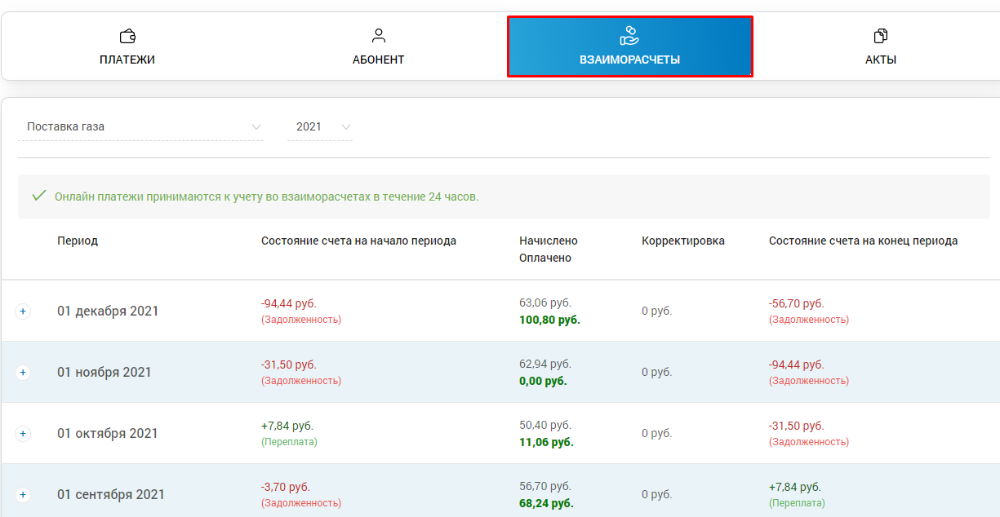 ПЛАТЕЖИ
АБОНЕНТ
ВЗАИМОРАСЧЕТЫ
АКТЫ
Поставка газа
2021
Онлайн платежи принимаются к учету во взаиморасчетах в течение 24 часов.
Период
Состояние счета на начало периода
Начислено
Оплачено
Корректировка
Состояние счета на конец периода
+
01 декабря 2021
-94,44 руб.
(Задолженность)
63,06 руб.
100,80 руб.
0 руб.
-56,70 руб.
(Задолженность)
+
01 ноября 2021
-31,50 руб.
(Задолженность)
62,94 руб.
0,00 руб.
0 руб.
-94,44 руб.
(Задолженность)
+
01 октября 2021
+7,84 руб.
(Переплата)
50,40 руб.
11,06 руб.
0 руб.
-31,50 руб.
(Задолженность)
+
01 сентября 2021
-3,70 руб.
(Задолженность)
56,70 руб.
68,24 руб.
0 руб.
+7,84 руб.
(Переплата)